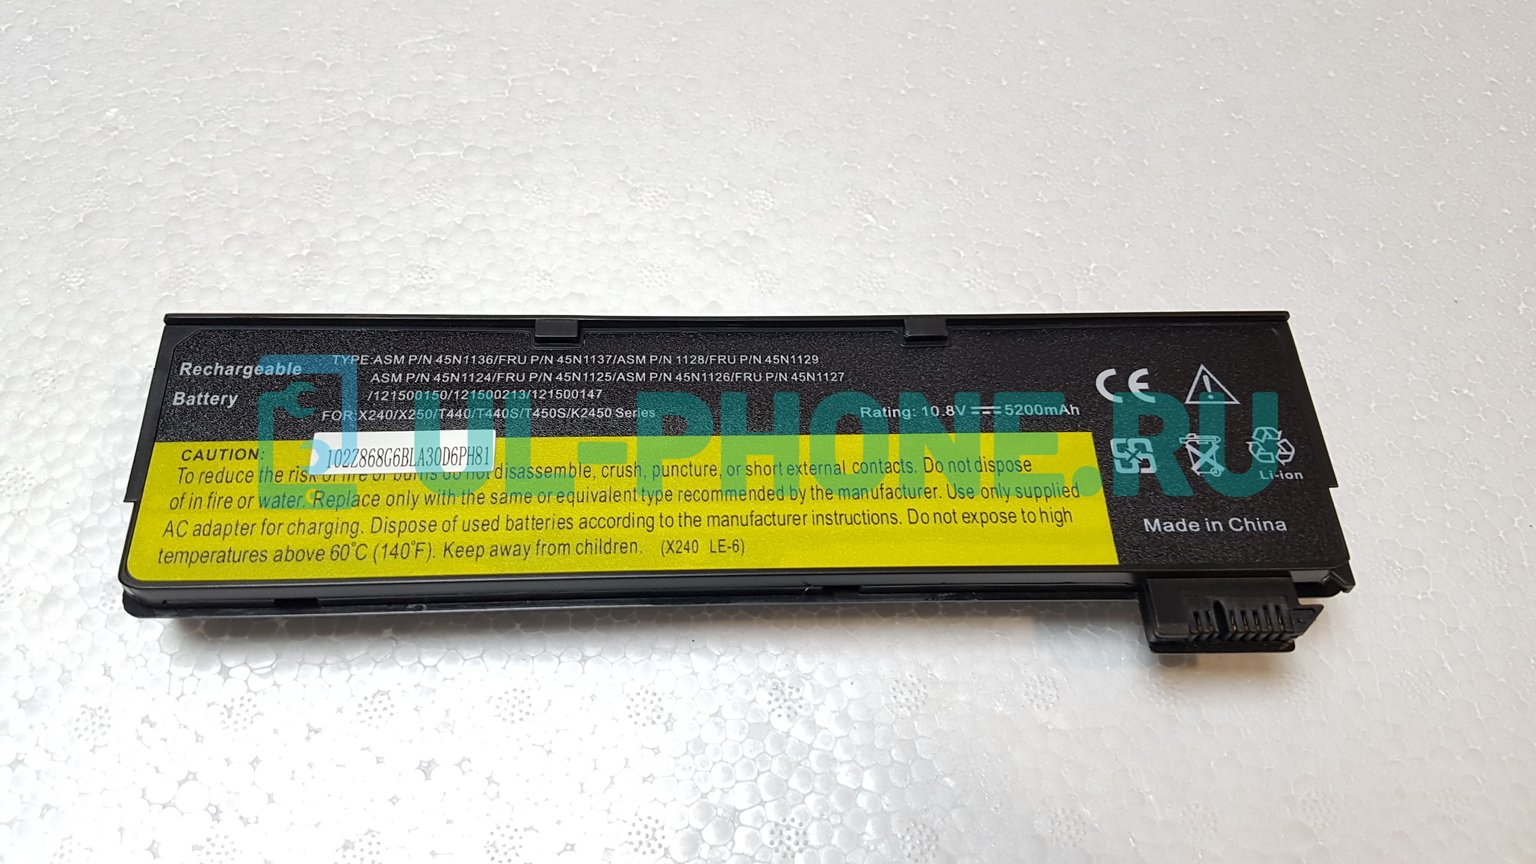 Rechargeable
Battery
TYPE:ASM P/N 45N1136/FRU P/N 45N1137/ASM P/N 1128/FRU P/N 45N1129
ASM P/N 45N1124/FRU P/N 45N1125/ASM P/N 45N1126/FRU P/N 45N1127
/121500150/121500213/121500147
FOR:X240/X250/T440/T440S/T450S/K2450 Series
Rating: 10.8V 5200mAh
CE
UT-PHONE.RU
CAUTION:
102Z868G6BLA30D6PH81
To reduce the risk of fire or burns do not disassemble, crush, puncture, or short external contacts. Do not dispose
of in fire or water. Replace only with the same or equivalent type recommended by the manufacturer. Use only supplied
AC adapter for charging. Dispose of used batteries according to the manufacturer instructions. Do not expose to high
temperatures above 60°C (140°F). Keep away from children. (X240 LE-6)
Li-ion
Made in China